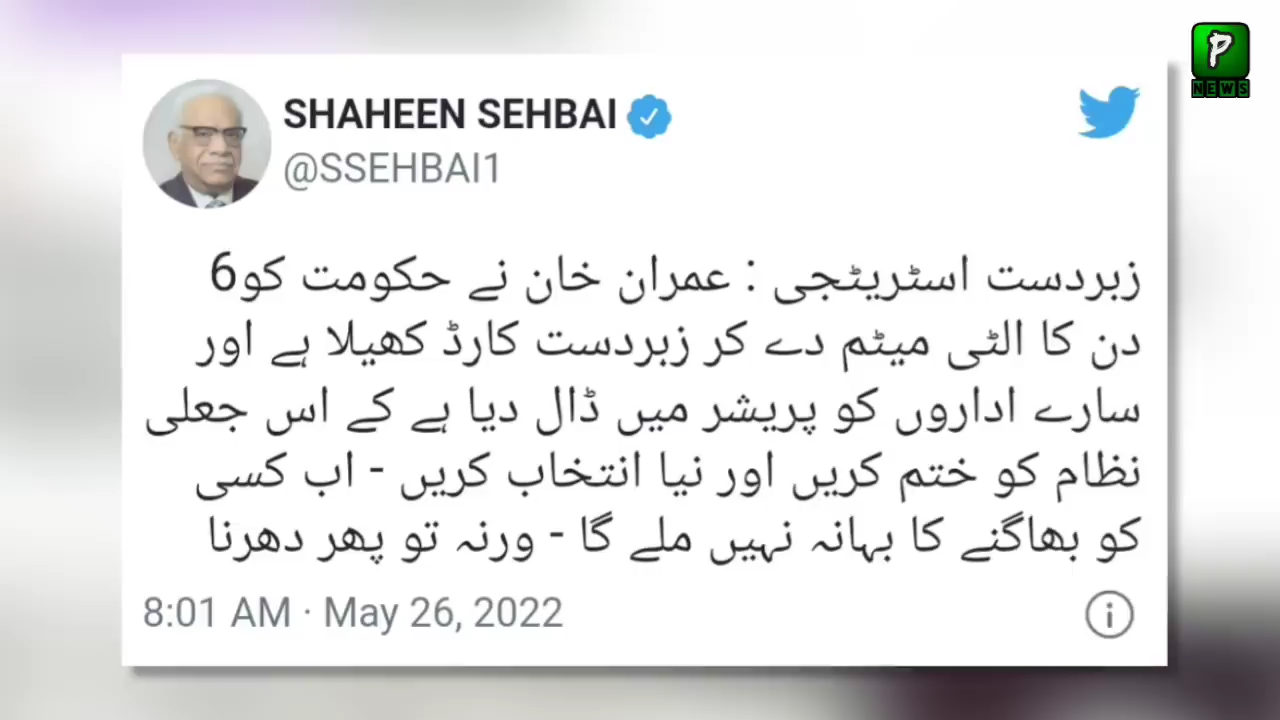 P
NEWS
SHAHEEN SEHBAI
@SSEHBAI1
زبردست اسٹریٹجی : عمران خان نے حکومت کو6
دن کا الٹی میٹم دے کر زبردست کارڈ کھیلا ہے اور
سارے اداروں کو پریشر میں ڈال دیا ہے کے اس جعلی
نظام کو ختم کریں اور نیا انتخاب کریں - اب کسی
کو بھاگنے کا بہانہ نہیں ملے گا - ورنہ تو پھر دھرنا
8:01 AM · May 26, 2022